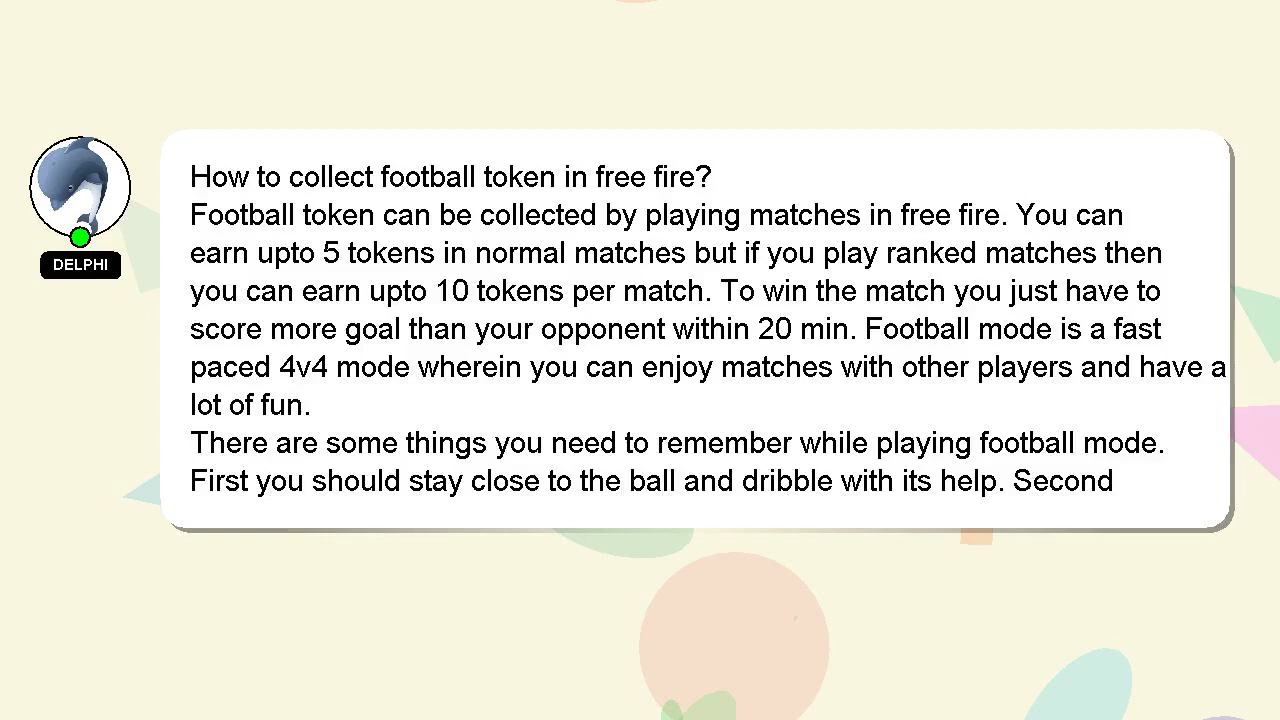 DELPHI
How to collect football token in free fire?
Football token can be collected by playing matches in free fire. You can
earn upto 5 tokens in normal matches but if you play ranked matches then
you can earn upto 10 tokens per match. To win the match you just have to
score more goal than your opponent within 20 min. Football mode is a fast
paced 4v4 mode wherein you can enjoy matches with other players and have a
lot of fun.
There are some things you need to remember while playing football mode.
First you should stay close to the ball and dribble with its help. Second